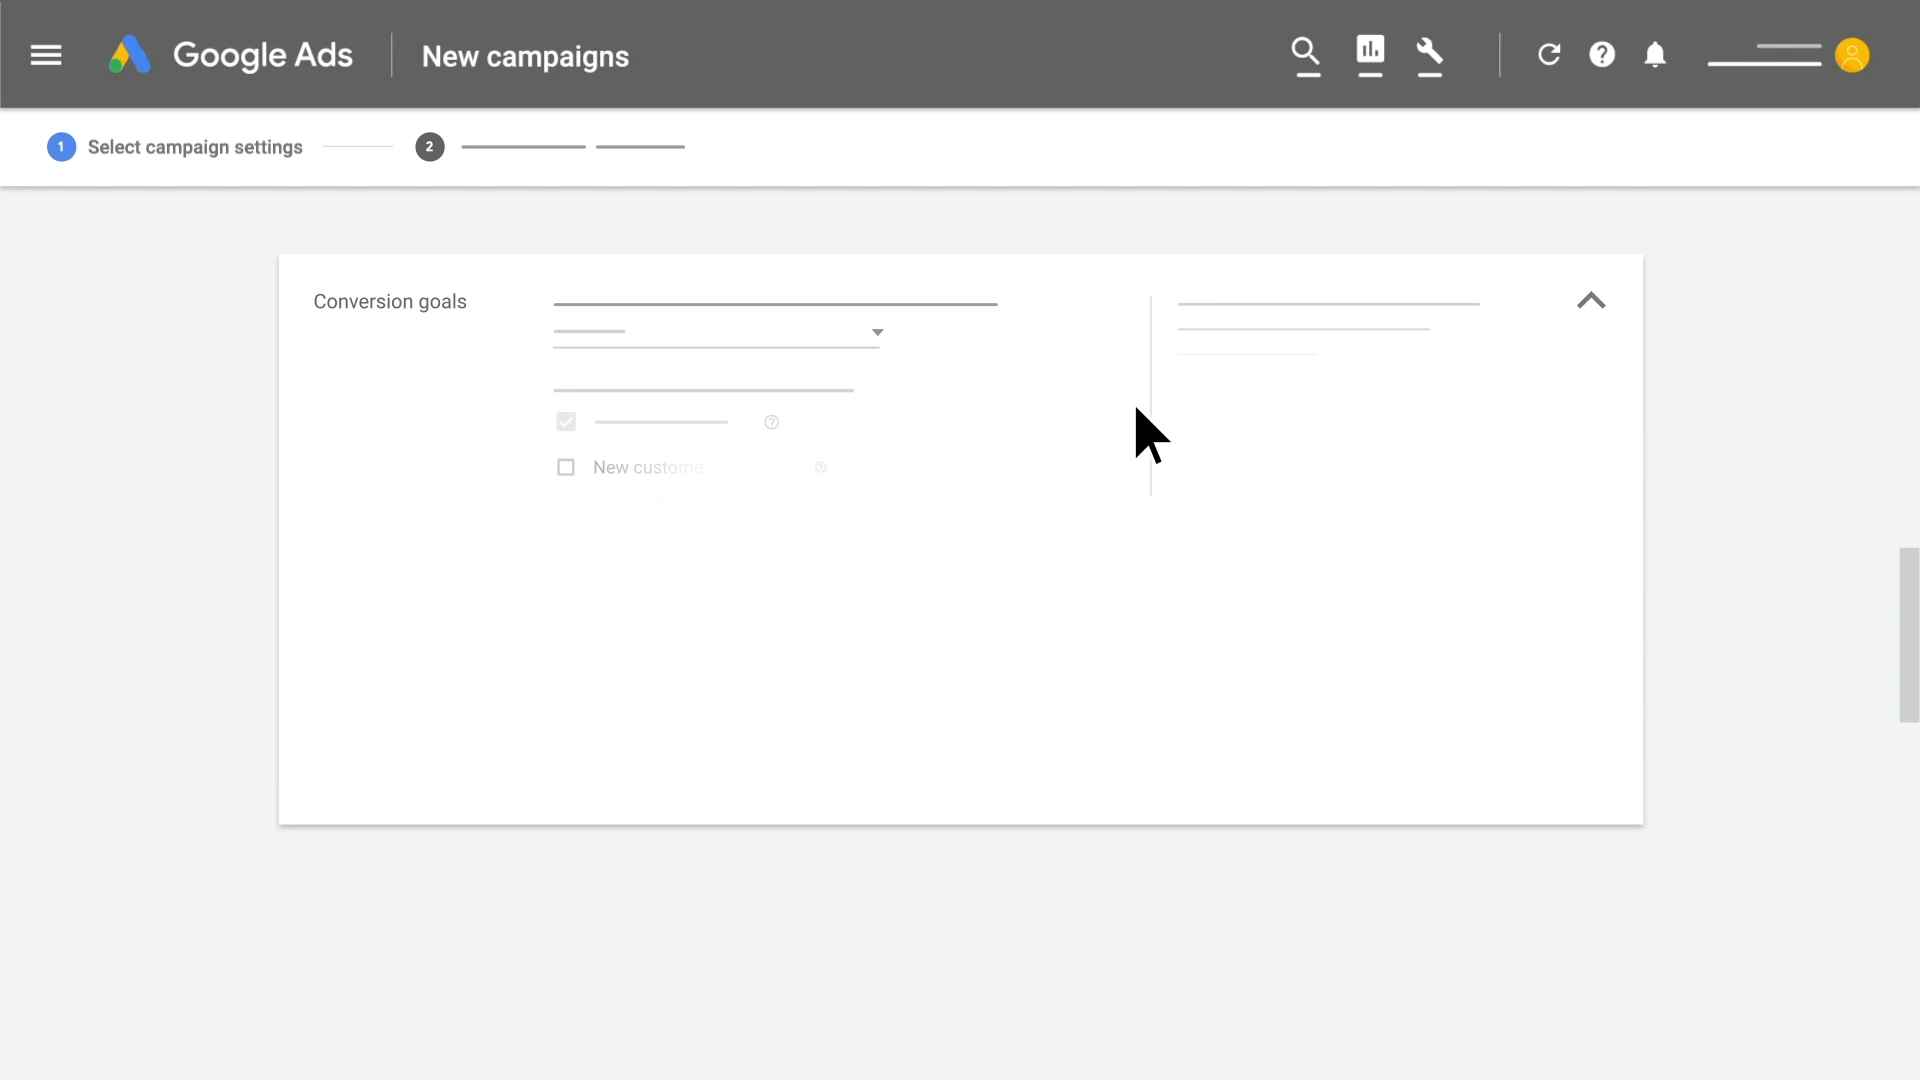 Google Ads
New campaigns
1 Select campaign settings
2
Conversion goals
New custome